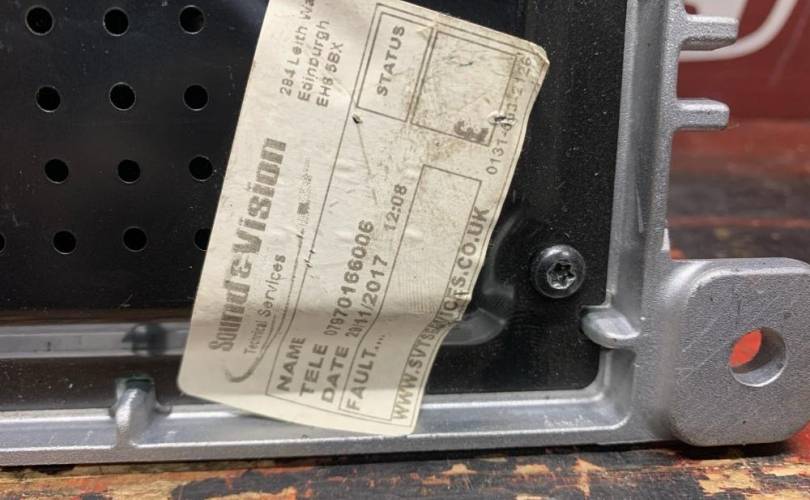 Sound & Vision
Technical Services
284 Leith Wa
Edinburgh
EH6 5BX
NAME
TELE 07970166006
DATE 29/11/2017 12:08
FAULT....
STATUS
£
WWW.SVTSERVICES.CO.UK